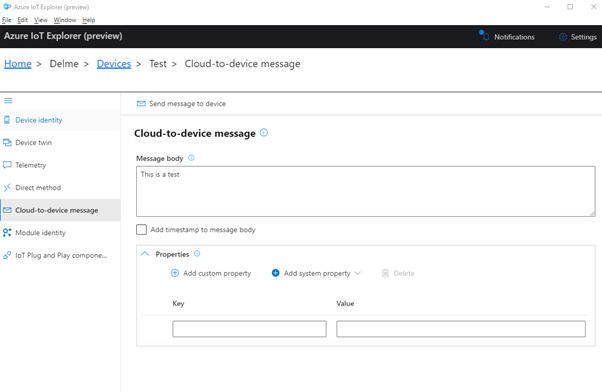 Azure IoT Explorer (preview)
File Edit View Window Help
Azure IoT Explorer (preview) Notifications Settings
Home > Delme > Devices > Test > Cloud-to-device message
Send message to device
Device identity
Device twin
Telemetry
Direct method
Cloud-to-device message
Module identity
IoT Plug and Play compone...
Cloud-to-device message
Message body
This is a test
Add timestamp to message body
Properties
Add custom property Add system property Delete
Key Value